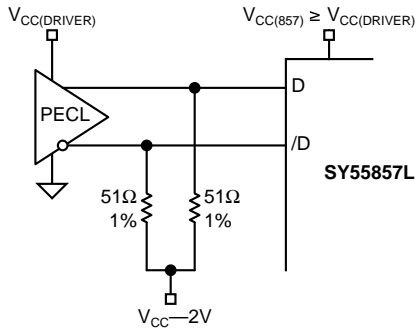 VCC(DRIVER)
VCC(857) ≥ VCC(DRIVER)
PECL
D
/D
SY55857L
51Ω
1%
51Ω
1%
VCC—2V